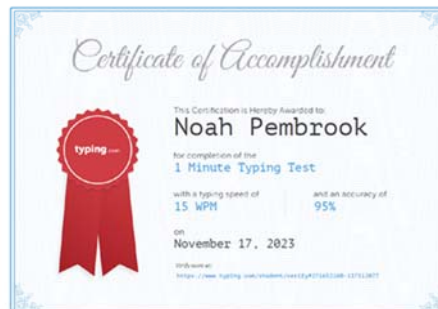 Certificate of Accomplishment
This Certification is Hereby Awarded to:
Noah Pembrook
for completion of the
1 Minute Typing Test
with a typing speed of and an accuracy of
15 WPM 95%
on
November 17, 2023
typing.com